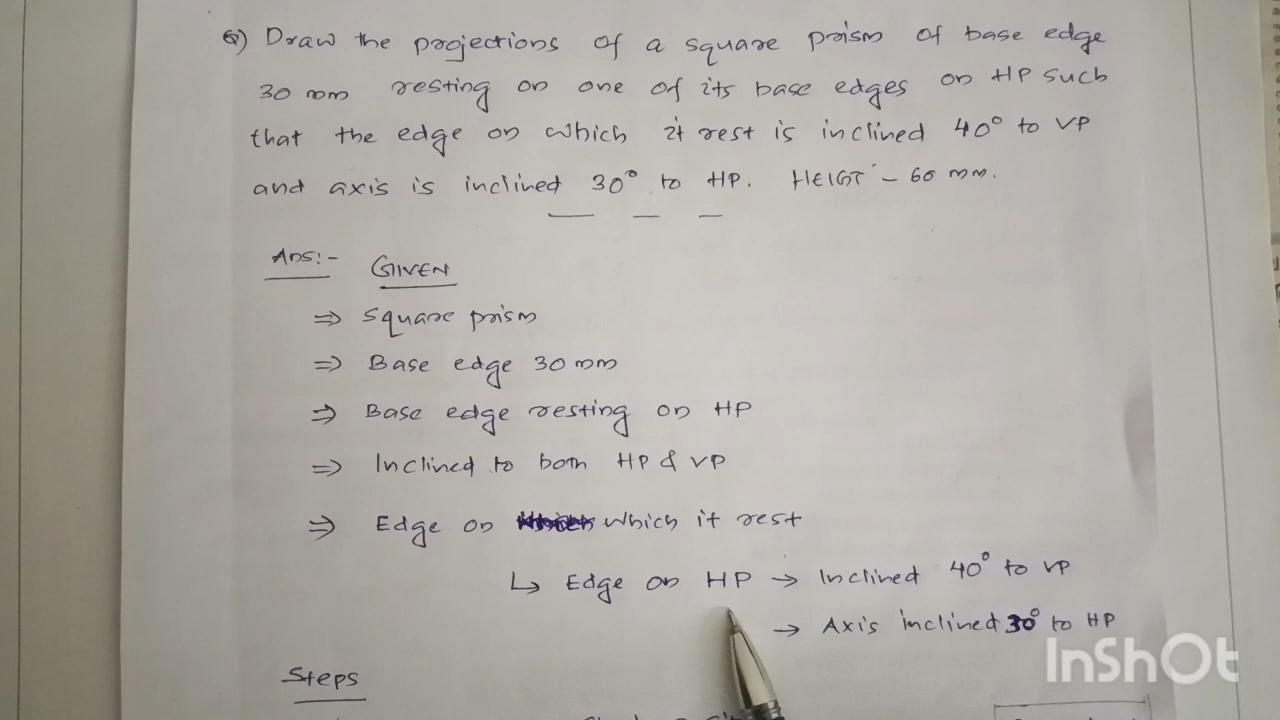 Q) Draw the projections of a square prism of base edge
30 mm resting on one of its base edges on HP such
that the edge on which it rest is inclined 40° to VP
and axis is inclined 30° to HP. HEIGT - 60 mm.
Ans:- GIVEN
⇒ Square prism
⇒ Base edge 30 mm
⇒ Base edge resting on HP
⇒ Inclined to both HP & VP
⇒ Edge on which it rest
↳ Edge on HP → Inclined 40° to VP
→ Axis inclined 30° to HP
Steps
InShOt